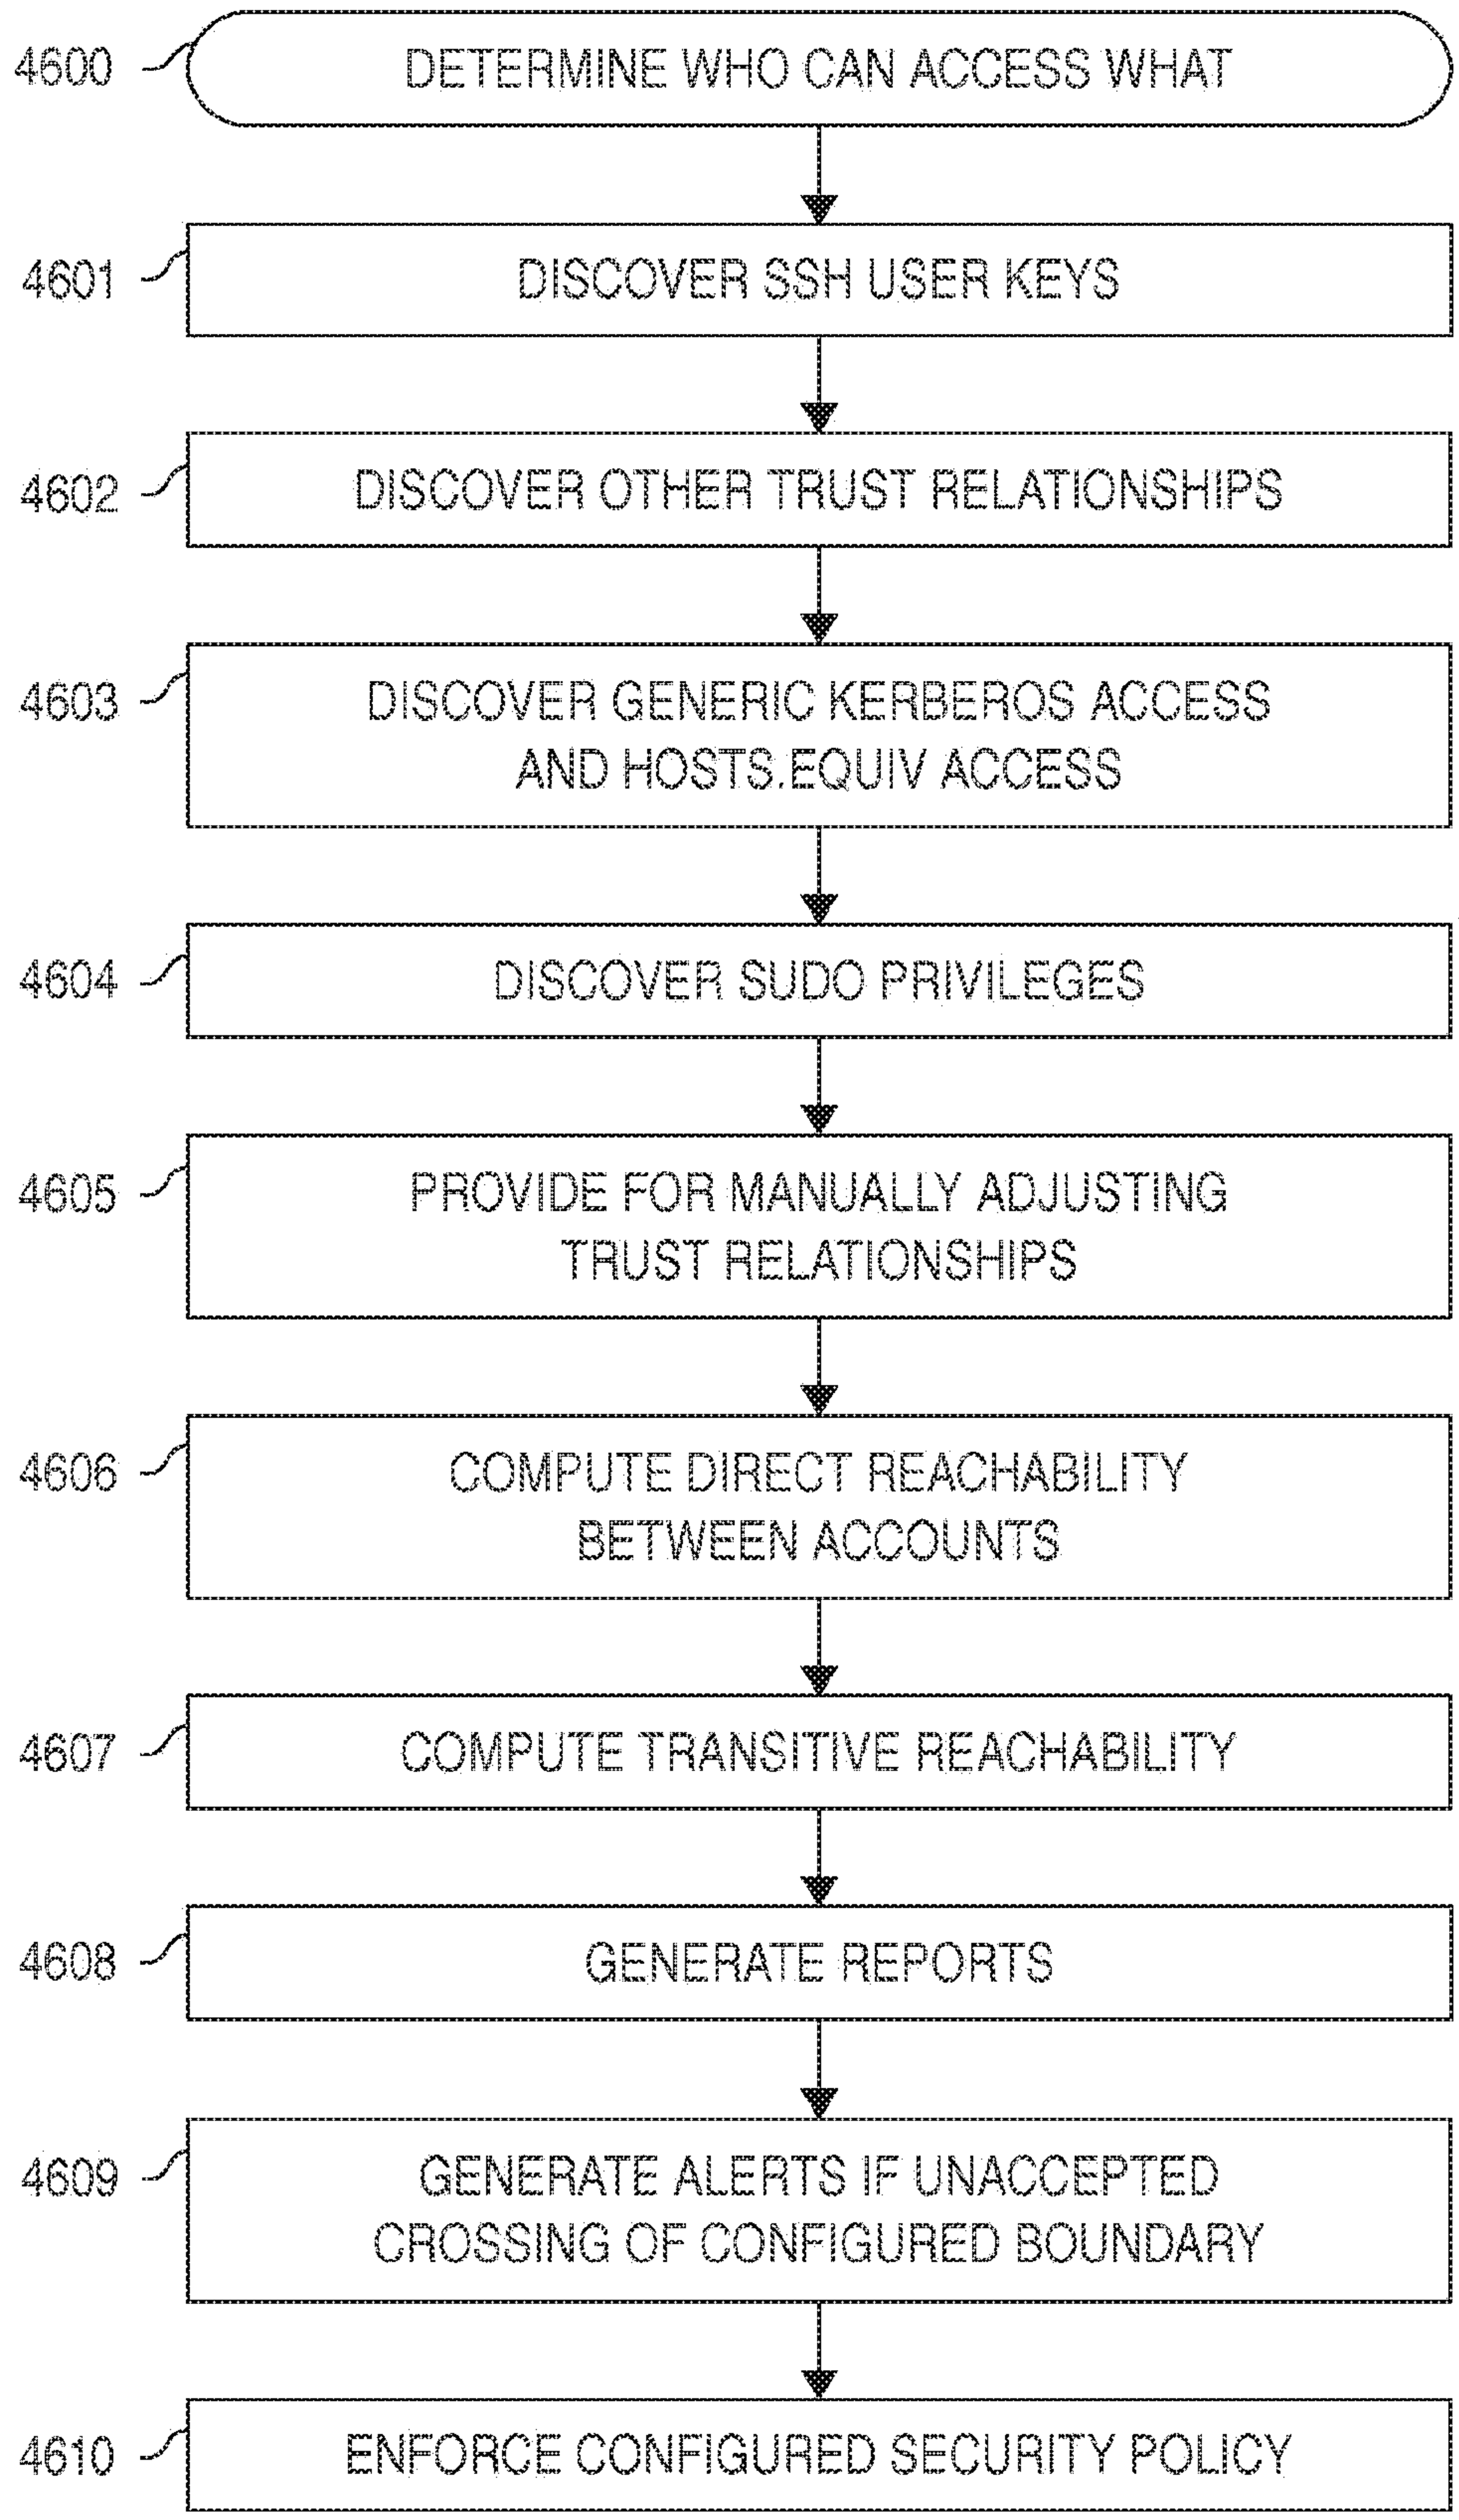 4600 DETERMINE WHO CAN ACCESS WHAT
4601 DISCOVER SSH USER KEYS
4602 DISCOVER OTHER TRUST RELATIONSHIPS
4603 DISCOVER GENERIC KERBEROS ACCESS
AND HOSTS.EQUIV ACCESS
4604 DISCOVER SUDO PRIVILEGES
4605 PROVIDE FOR MANUALLY ADJUSTING
TRUST RELATIONSHIPS
4606 COMPUTE DIRECT REACHABILITY
BETWEEN ACCOUNTS
4607 COMPUTE TRANSITIVE REACHABILITY
4608 GENERATE REPORTS
4609 GENERATE ALERTS IF UNACCEPTED
CROSSING OF CONFIGURED BOUNDARY
4610 ENFORCE CONFIGURED SECURITY POLICY